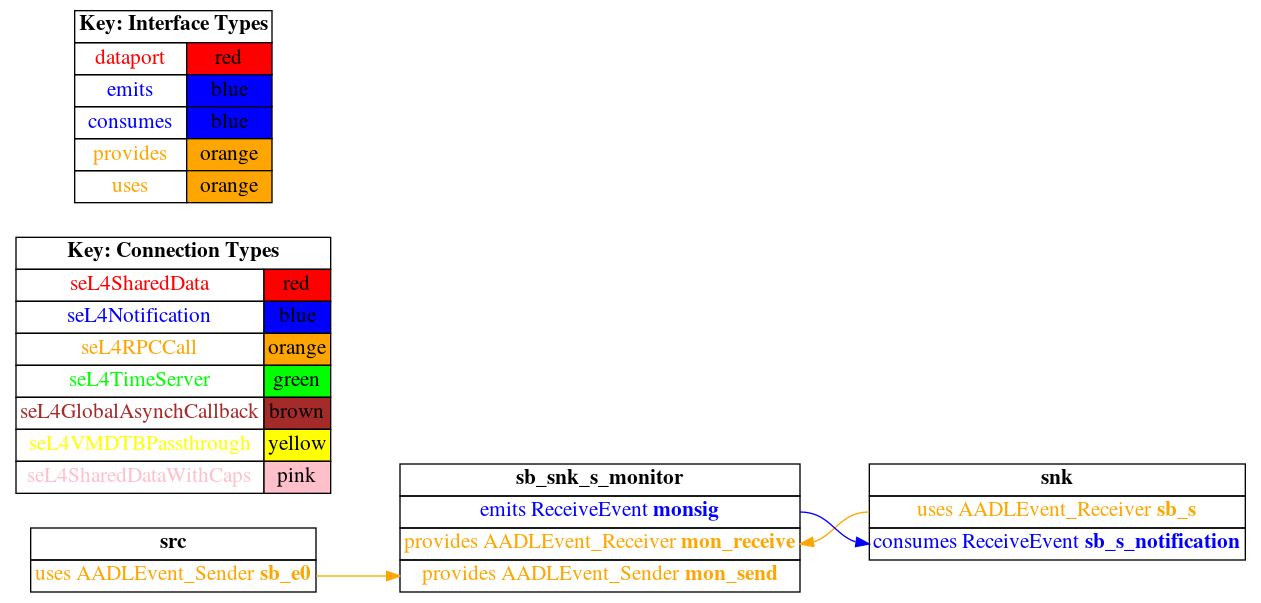 Key: Interface Types
dataport red
emits blue
consumes blue
provides orange
uses orange
Key: Connection Types
seL4SharedData red
seL4Notification blue
seL4RPCCall orange
seL4TimeServer green
seL4GlobalAsynchCallback brown
seL4VMDTBPassthrough yellow
seL4SharedDataWithCaps pink
src
uses AADLEvent_Sender sb_e0
sb_snk_s_monitor
emits ReceiveEvent monsig
provides AADLEvent_Receiver mon_receive
provides AADLEvent_Sender mon_send
snk
uses AADLEvent_Receiver sb_s
consumes ReceiveEvent sb_s_notification